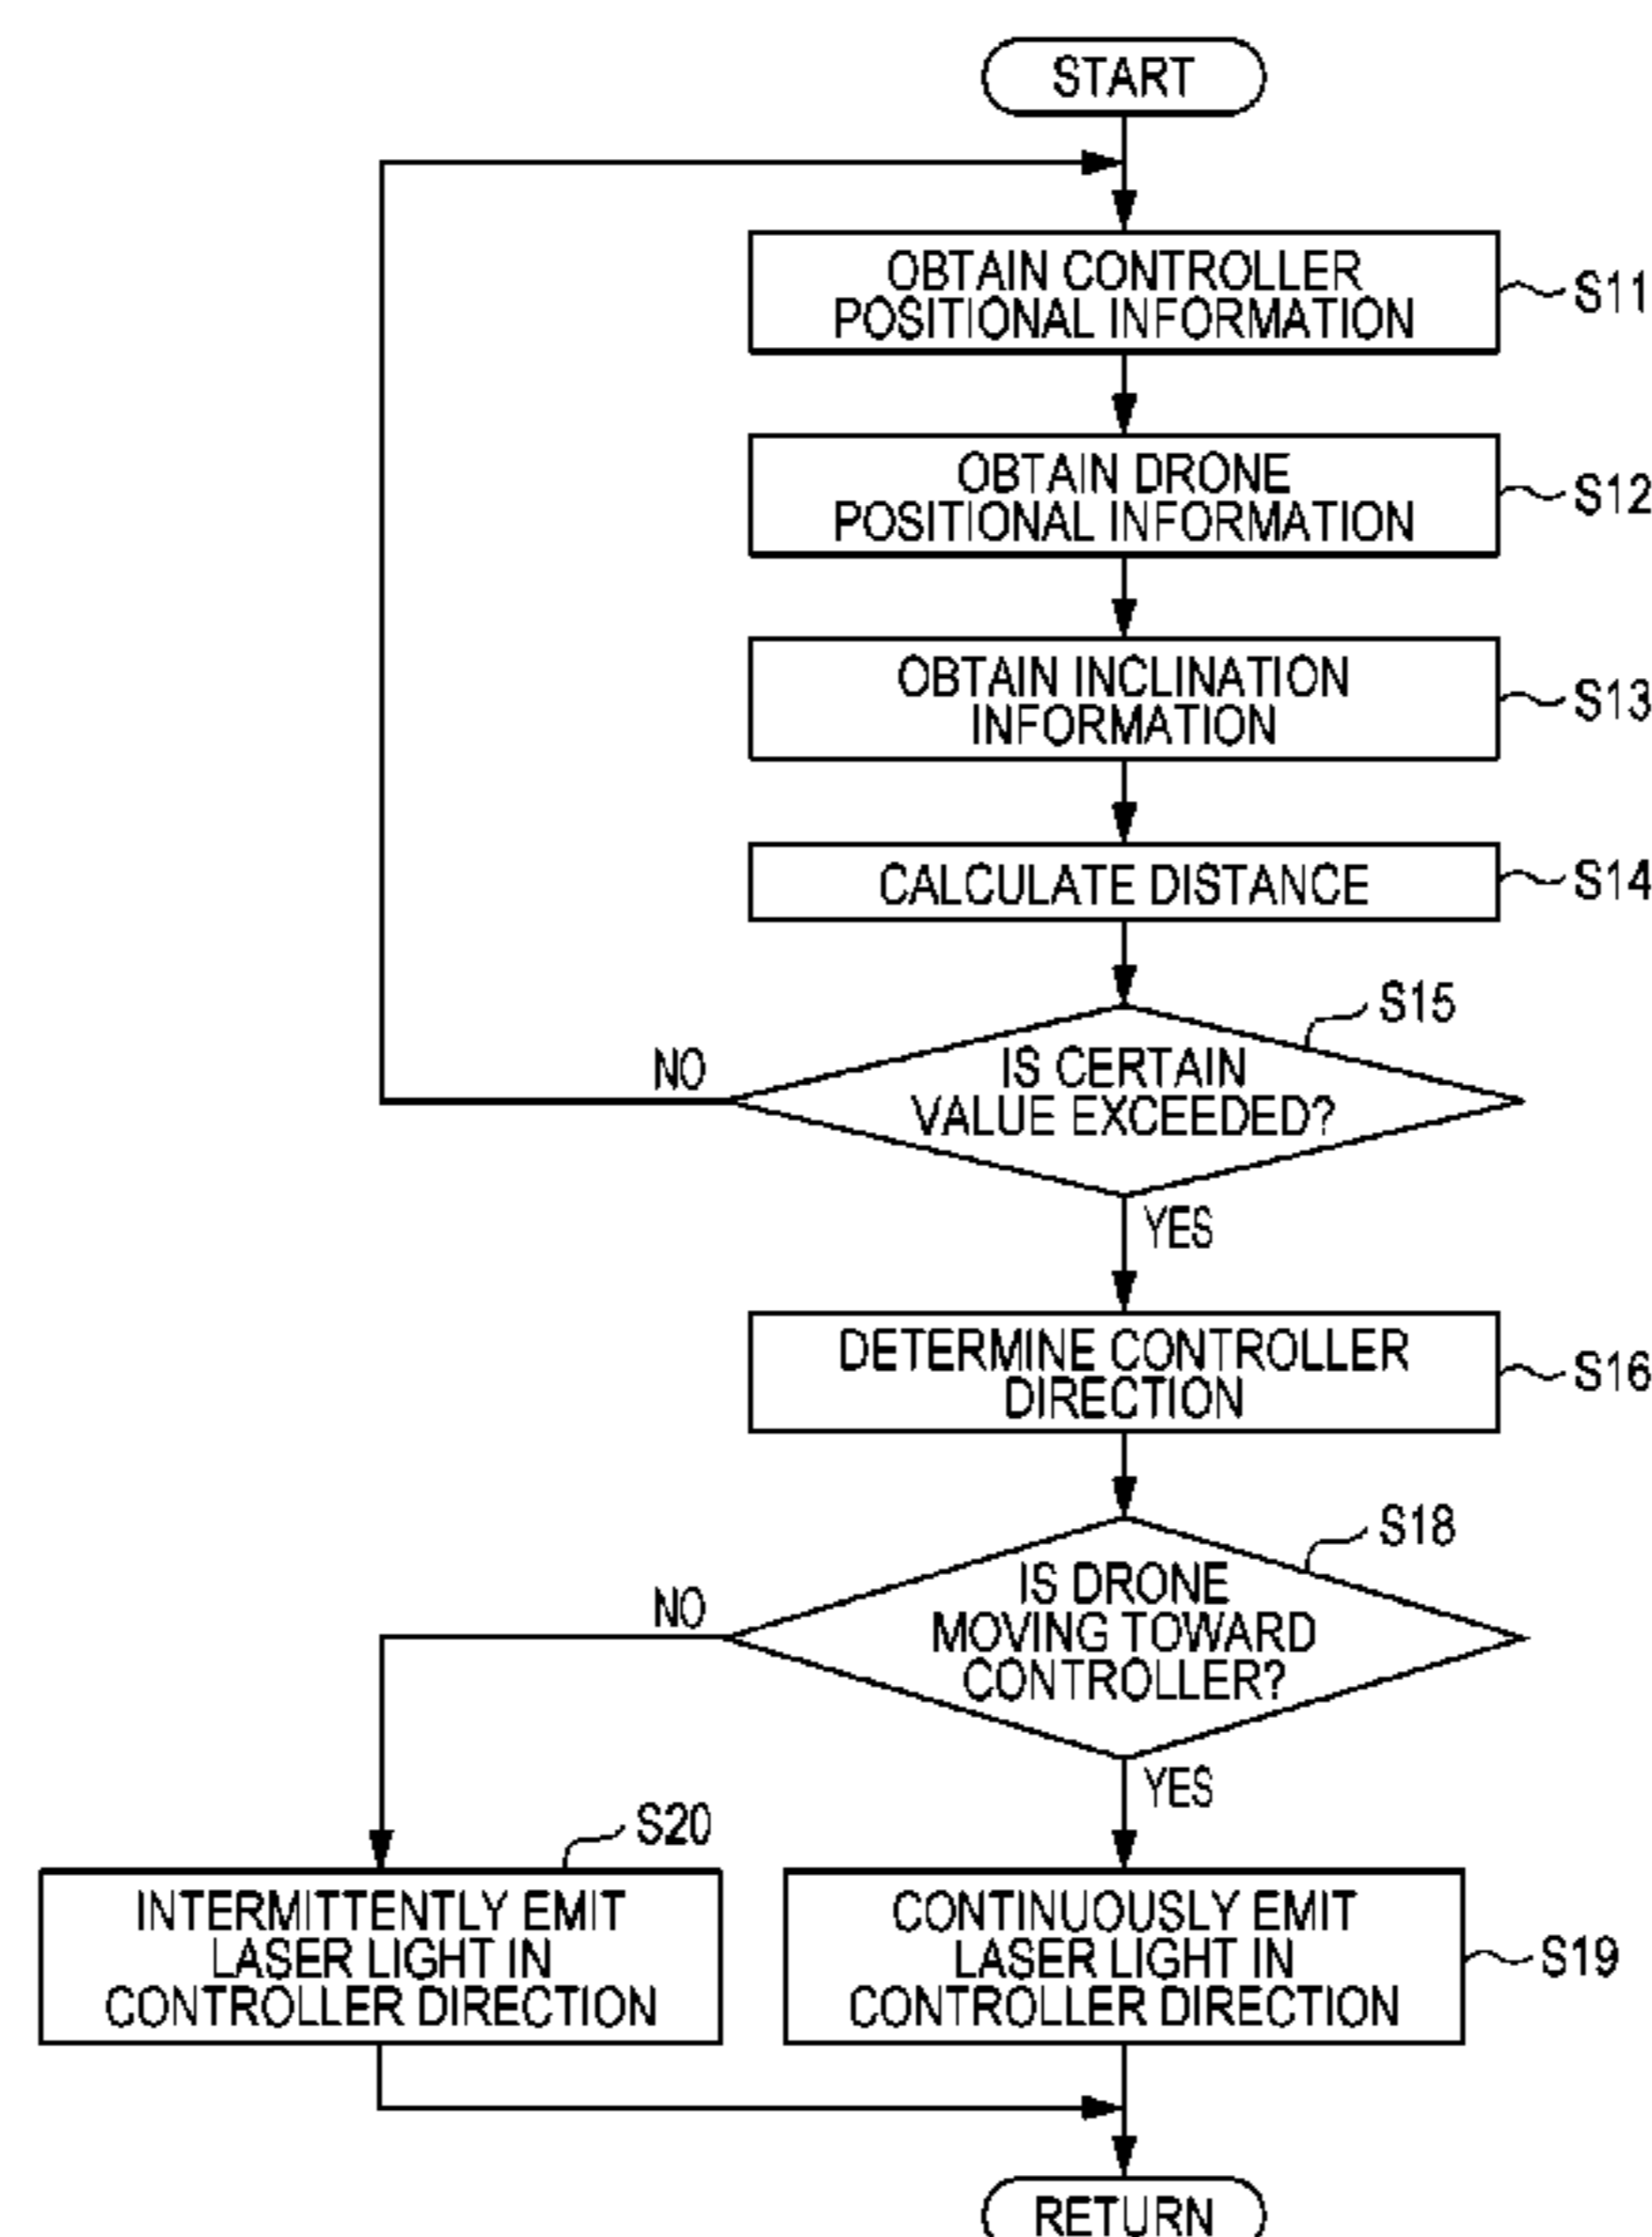 START
OBTAIN CONTROLLER
POSITIONAL INFORMATION
S11
OBTAIN DRONE
POSITIONAL INFORMATION
S12
OBTAIN INCLINATION
INFORMATION
S13
CALCULATE DISTANCE
S14
S15
IS CERTAIN
VALUE EXCEEDED?
NO
YES
DETERMINE CONTROLLER
DIRECTION
S16
S18
IS DRONE
MOVING TOWARD
CONTROLLER?
NO
YES
S20
INTERMITTENTLY EMIT
LASER LIGHT IN
CONTROLLER DIRECTION
CONTINUOUSLY EMIT
LASER LIGHT IN
CONTROLLER DIRECTION
S19
RETURN